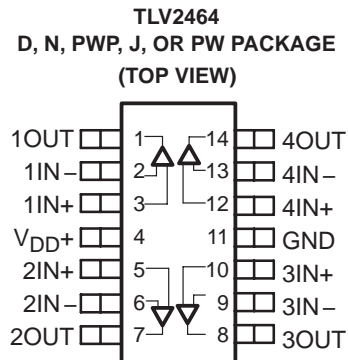 TLV2464
D, N, PWP, J, OR PW PACKAGE
(TOP VIEW)
1OUT 1 14 4OUT
1IN− 2 13 4IN−
1IN+ 3 12 4IN+
VDD+ 4 11 GND
2IN+ 5 10 3IN+
2IN− 6 9 3IN−
2OUT 7 8 3OUT